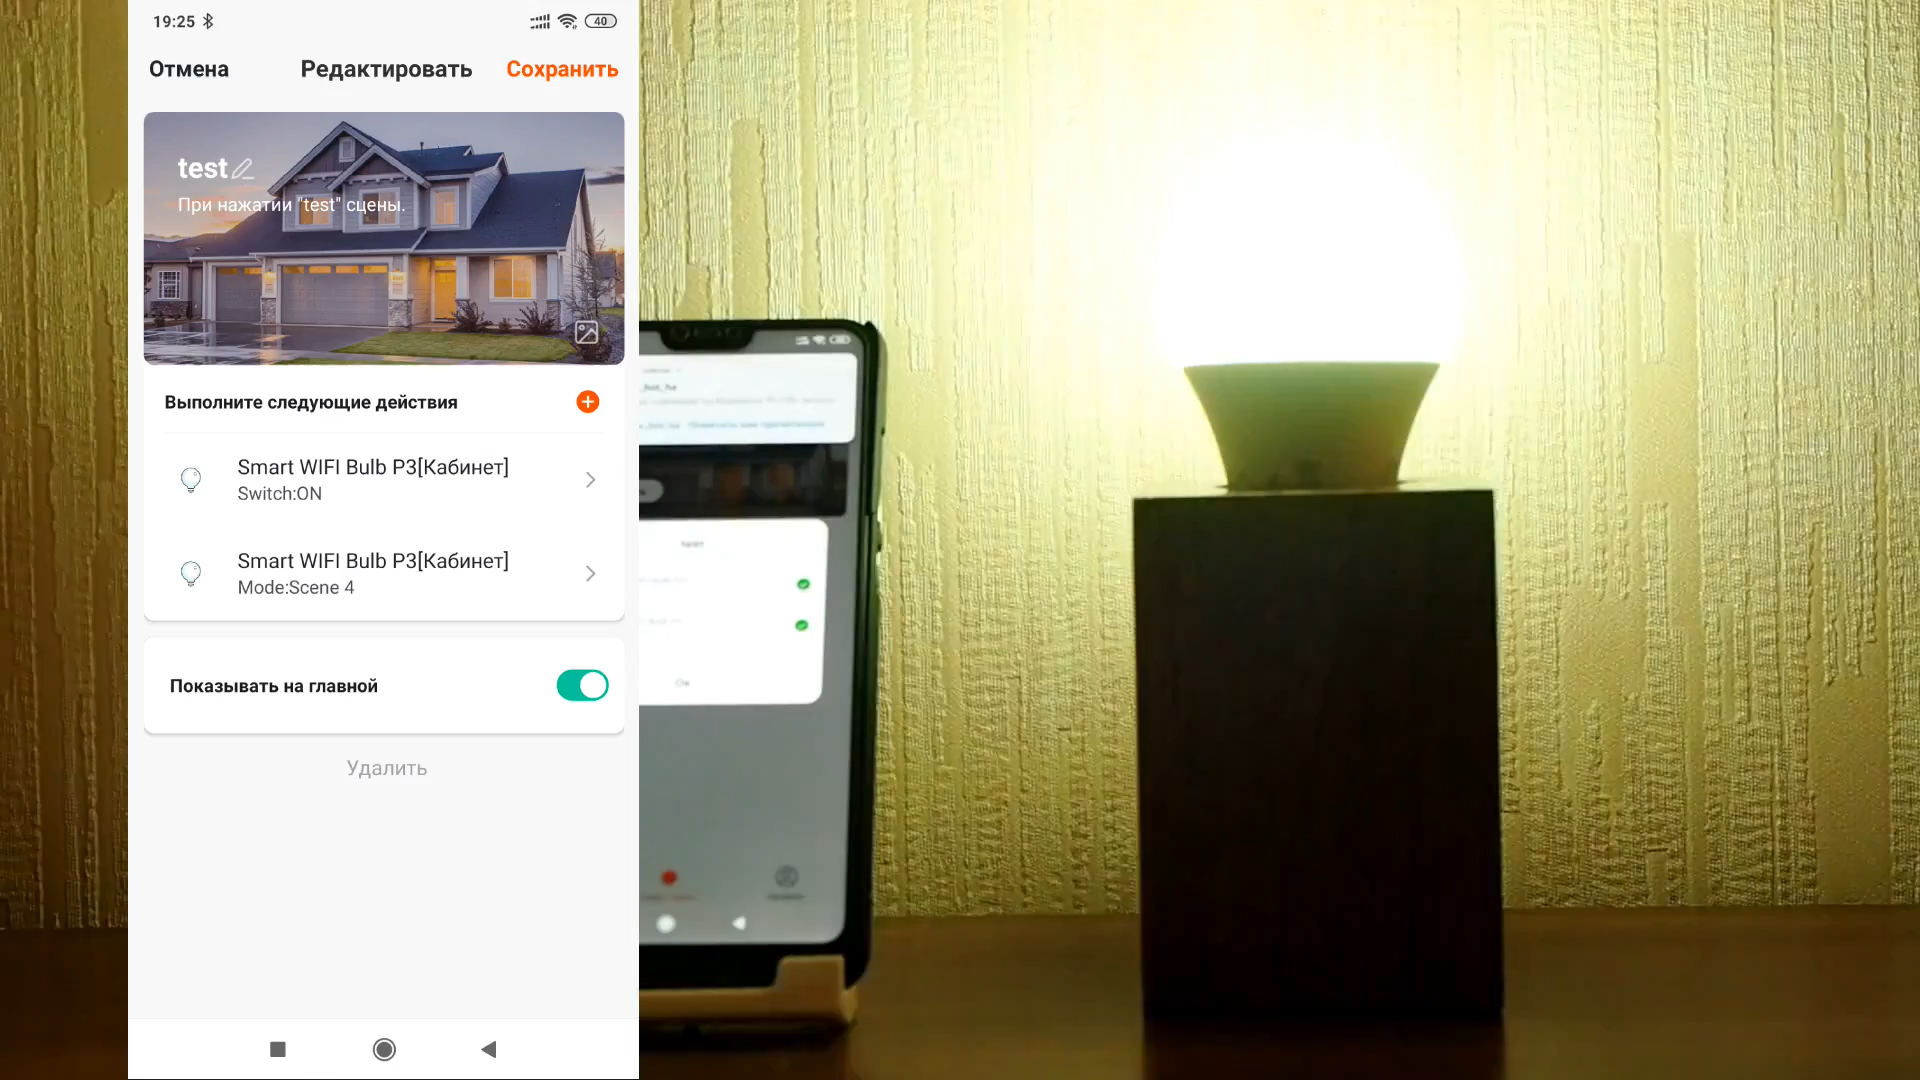 19:25
40
Отмена
Редактировать
Сохранить
test
При нажатии "test" сцены.
Выполните следующие действия
Smart WIFI Bulb P3[Кабинет]
Switch:ON
Smart WIFI Bulb P3[Кабинет]
Mode:Scene 4
Показывать на главной
Удалить